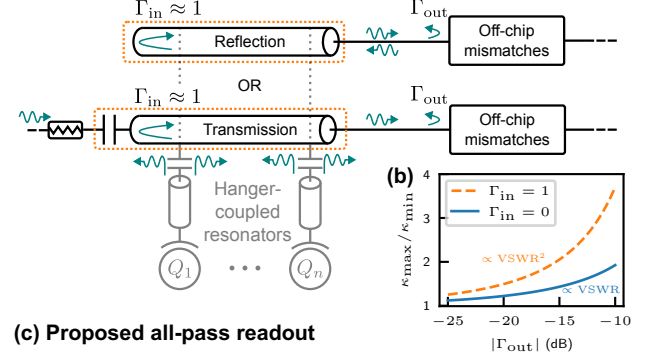 Γin ≈ 1
Reflection
Γout
Off-chip
mismatches
OR
Γin ≈ 1
Transmission
Γout
Off-chip
mismatches
Hanger-
coupled
resonators
Q1
Qn
(b)
Γin = 1
Γin = 0
∝ VSWR²
∝ VSWR
κmax/κmin
4
3
2
1
−25
−20
−15
−10
|Γout| (dB)
(c) Proposed all-pass readout